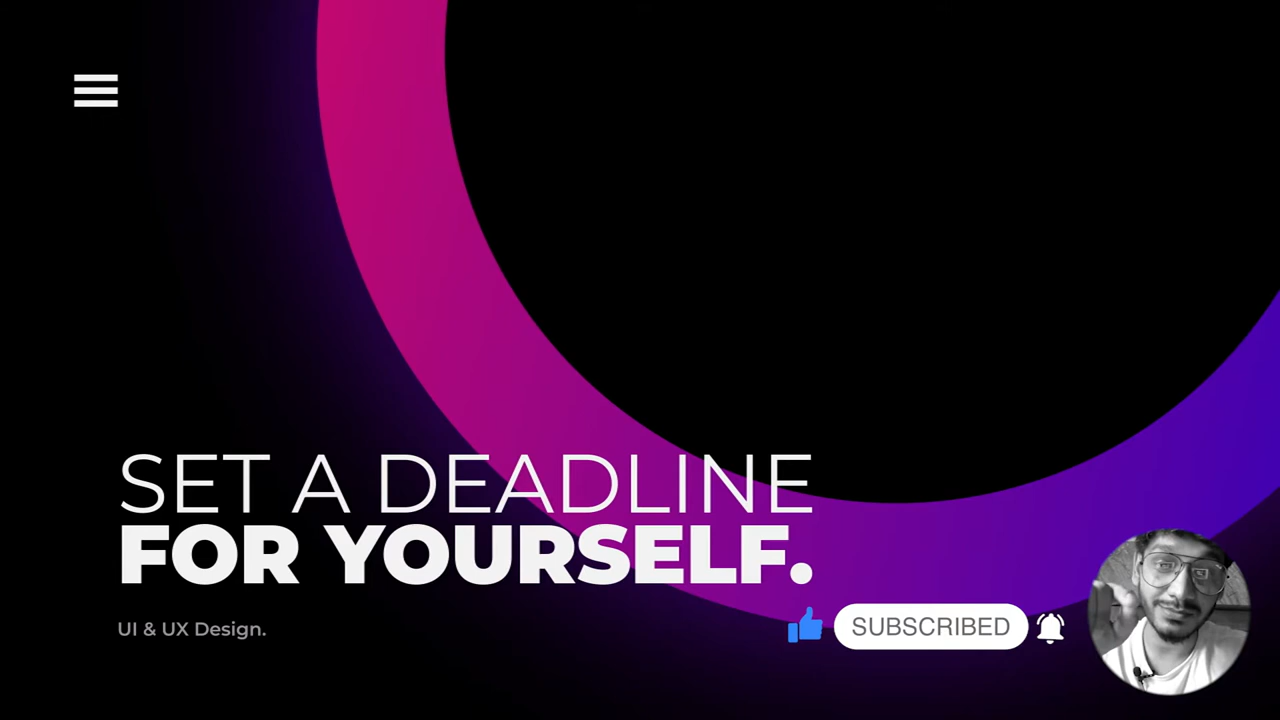 SET A DEADLINE
FOR YOURSELF.
UI & UX Design.
SUBSCRIBED